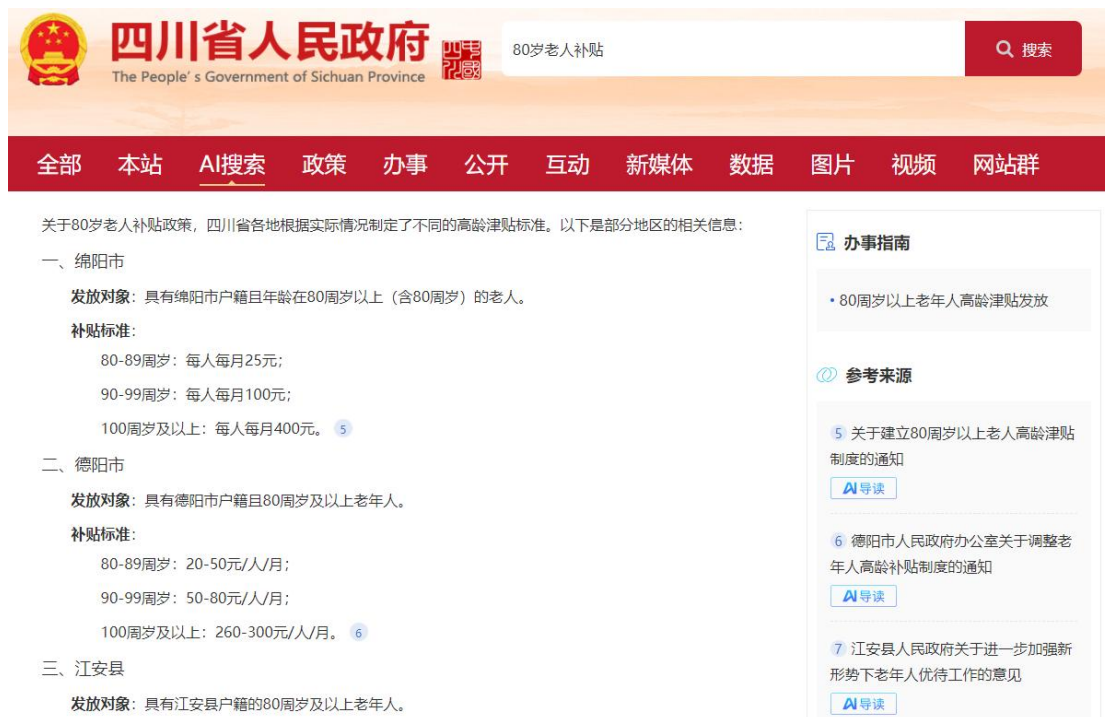 四川省人民政府
The People's Government of Sichuan Province
80岁老人补贴
搜索
全部 本站 AI搜索 政策 办事 公开 互动 新媒体 数据 图片 视频 网站群
关于80岁老人补贴政策，四川省各地根据实际情况制定了不同的高龄津贴标准。以下是部分地区的相关信息：
一、绵阳市
发放对象：具有绵阳市户籍且年龄在80周岁以上（含80周岁）的老人。
补贴标准：
80-89周岁：每人每月25元；
90-99周岁：每人每月100元；
100周岁及以上：每人每月400元。 5
二、德阳市
发放对象：具有德阳市户籍且80周岁及以上老年人。
补贴标准：
80-89周岁：20-50元/人/月；
90-99周岁：50-80元/人/月；
100周岁及以上：260-300元/人/月。 6
三、江安县
发放对象：具有江安县户籍的80周岁及以上老年人。
办事指南
• 80周岁以上老年人高龄津贴发放
参考来源
5 关于建立80周岁以上老人高龄津贴
制度的通知
AI导读
6 德阳市人民政府办公室关于调整老
年人高龄补贴制度的通知
AI导读
7 江安县人民政府关于进一步加强新
形势下老年人优待工作的意见
AI导读